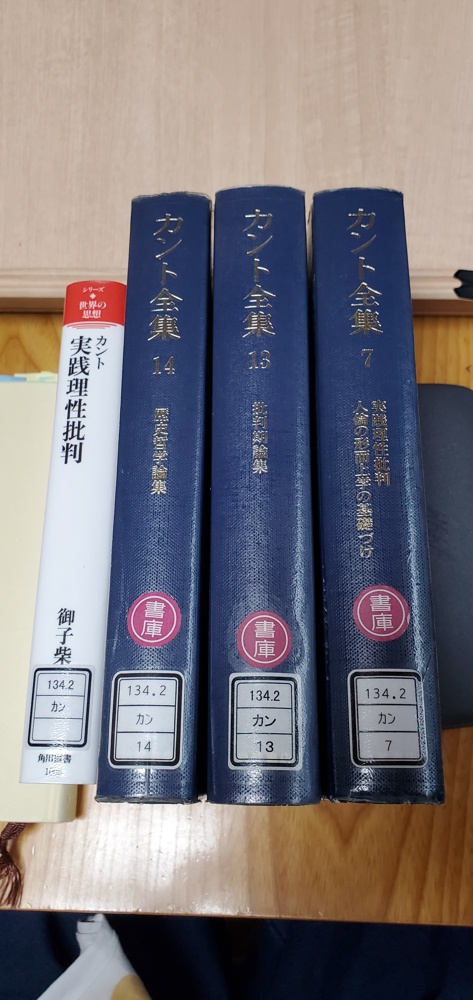 シリーズ
世界の
思想
カント
実践理性批判
御子柴
134.2
カン
角川選書
カント全集
14
歴史哲学論集
書庫
134.2
カン
14
カント全集
13
批判期論集
書庫
134.2
カン
13
カント全集
7
実践理性批判
人倫の形而上学の基礎づけ
書庫
134.2
カン
7